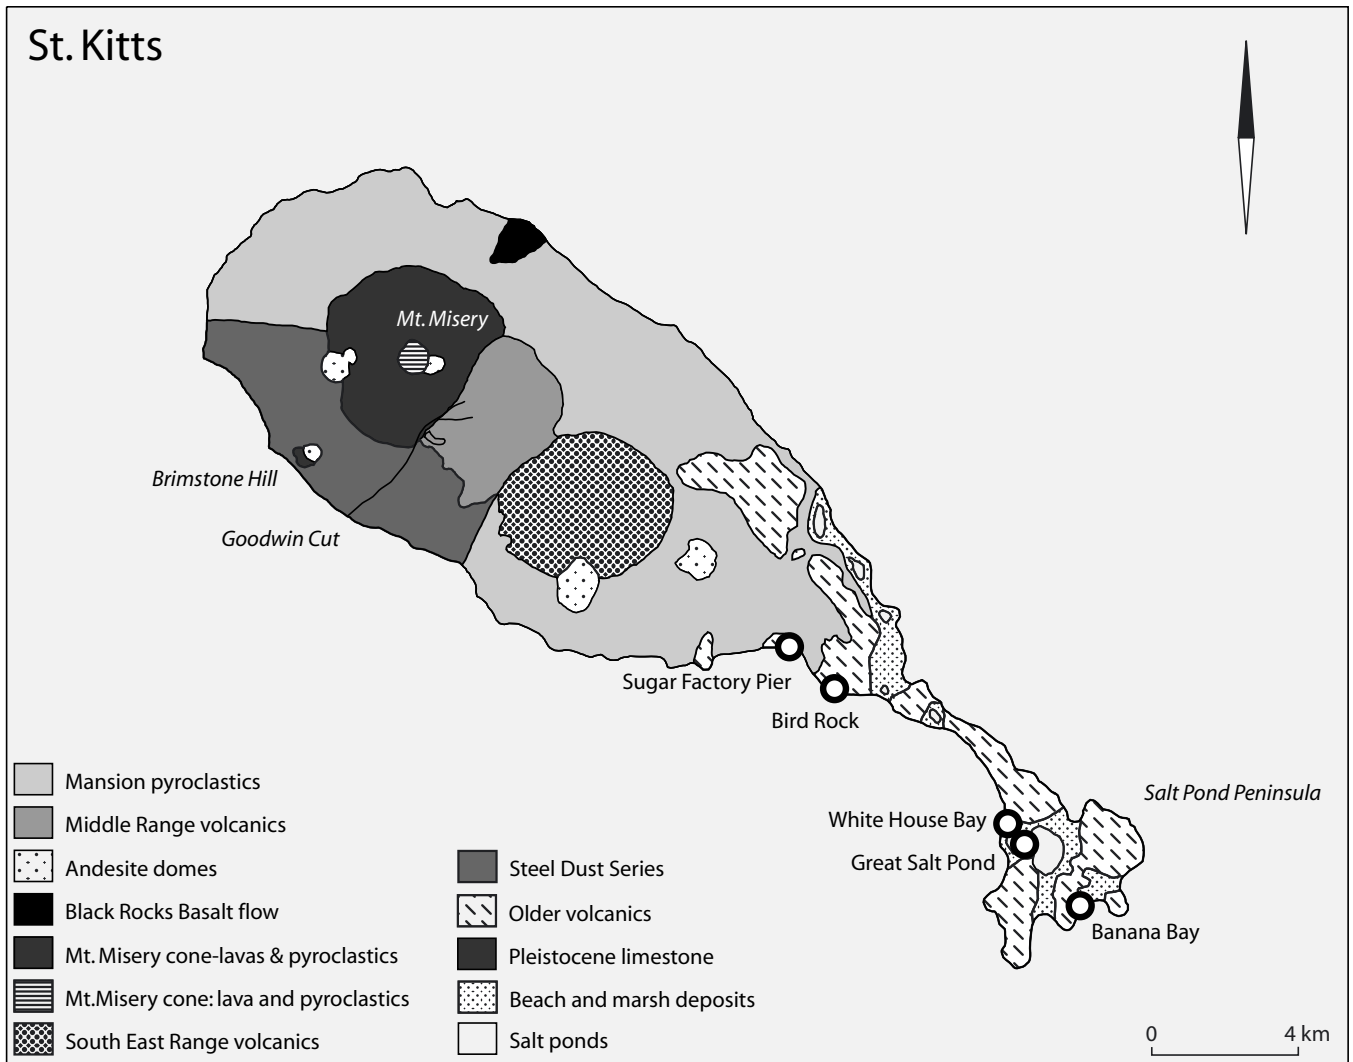 St. Kitts
Mt. Misery
Brimstone Hill
Goodwin Cut
Sugar Factory Pier
Bird Rock
Salt Pond Peninsula
White House Bay
Great Salt Pond
Banana Bay
Mansion pyroclastics
Middle Range volcanics
Andesite domes
Black Rocks Basalt flow
Mt. Misery cone-lavas & pyroclastics
Mt.Misery cone: lava and pyroclastics
South East Range volcanics
Steel Dust Series
Older volcanics
Pleistocene limestone
Beach and marsh deposits
Salt ponds
0 4 km